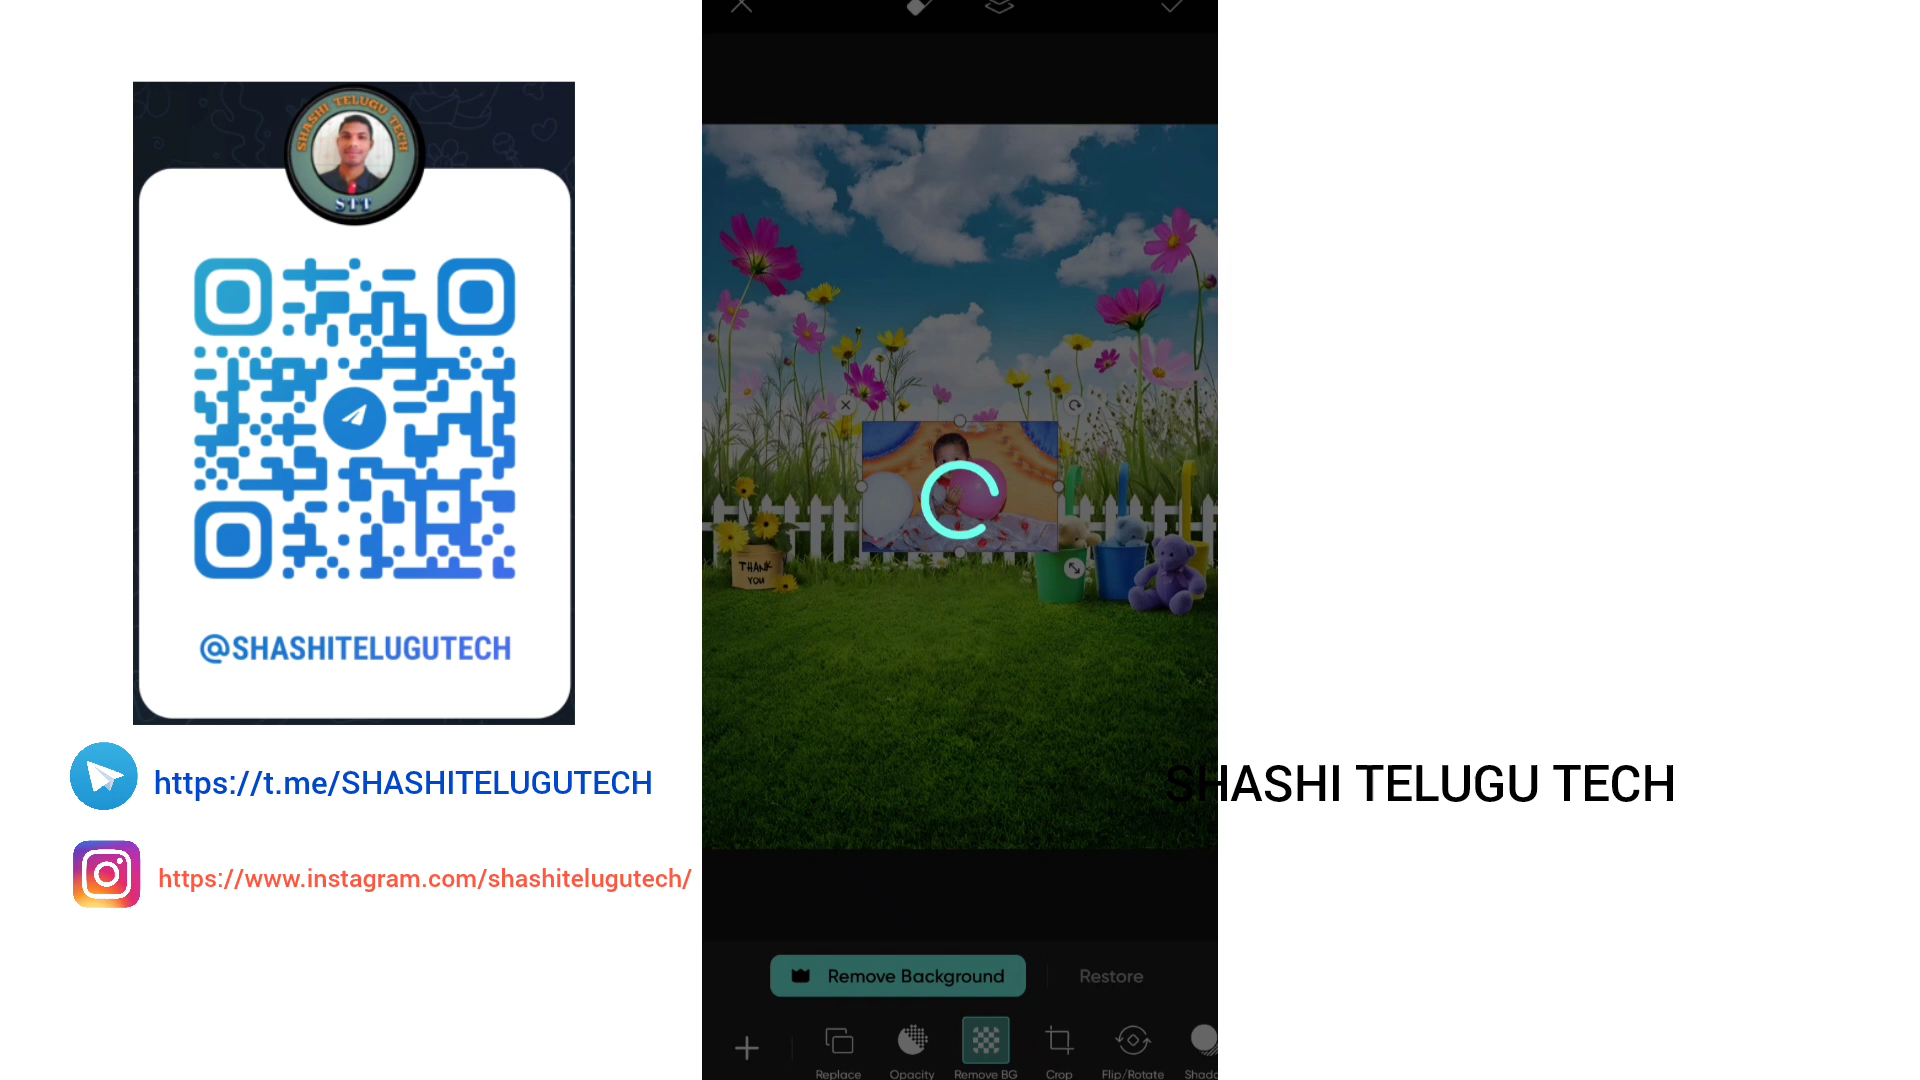 SHASHI TELUGU TECH
STT
@SHASHITELUGUTECH
https://t.me/SHASHITELUGUTECH
https://www.instagram.com/shashitelugutech/
THANK
YOU
SHASHI TELUGU TECH
Remove Background
Restore
Replace
Opacity
Remove BG
Crop
Flip/Rotate
Shado